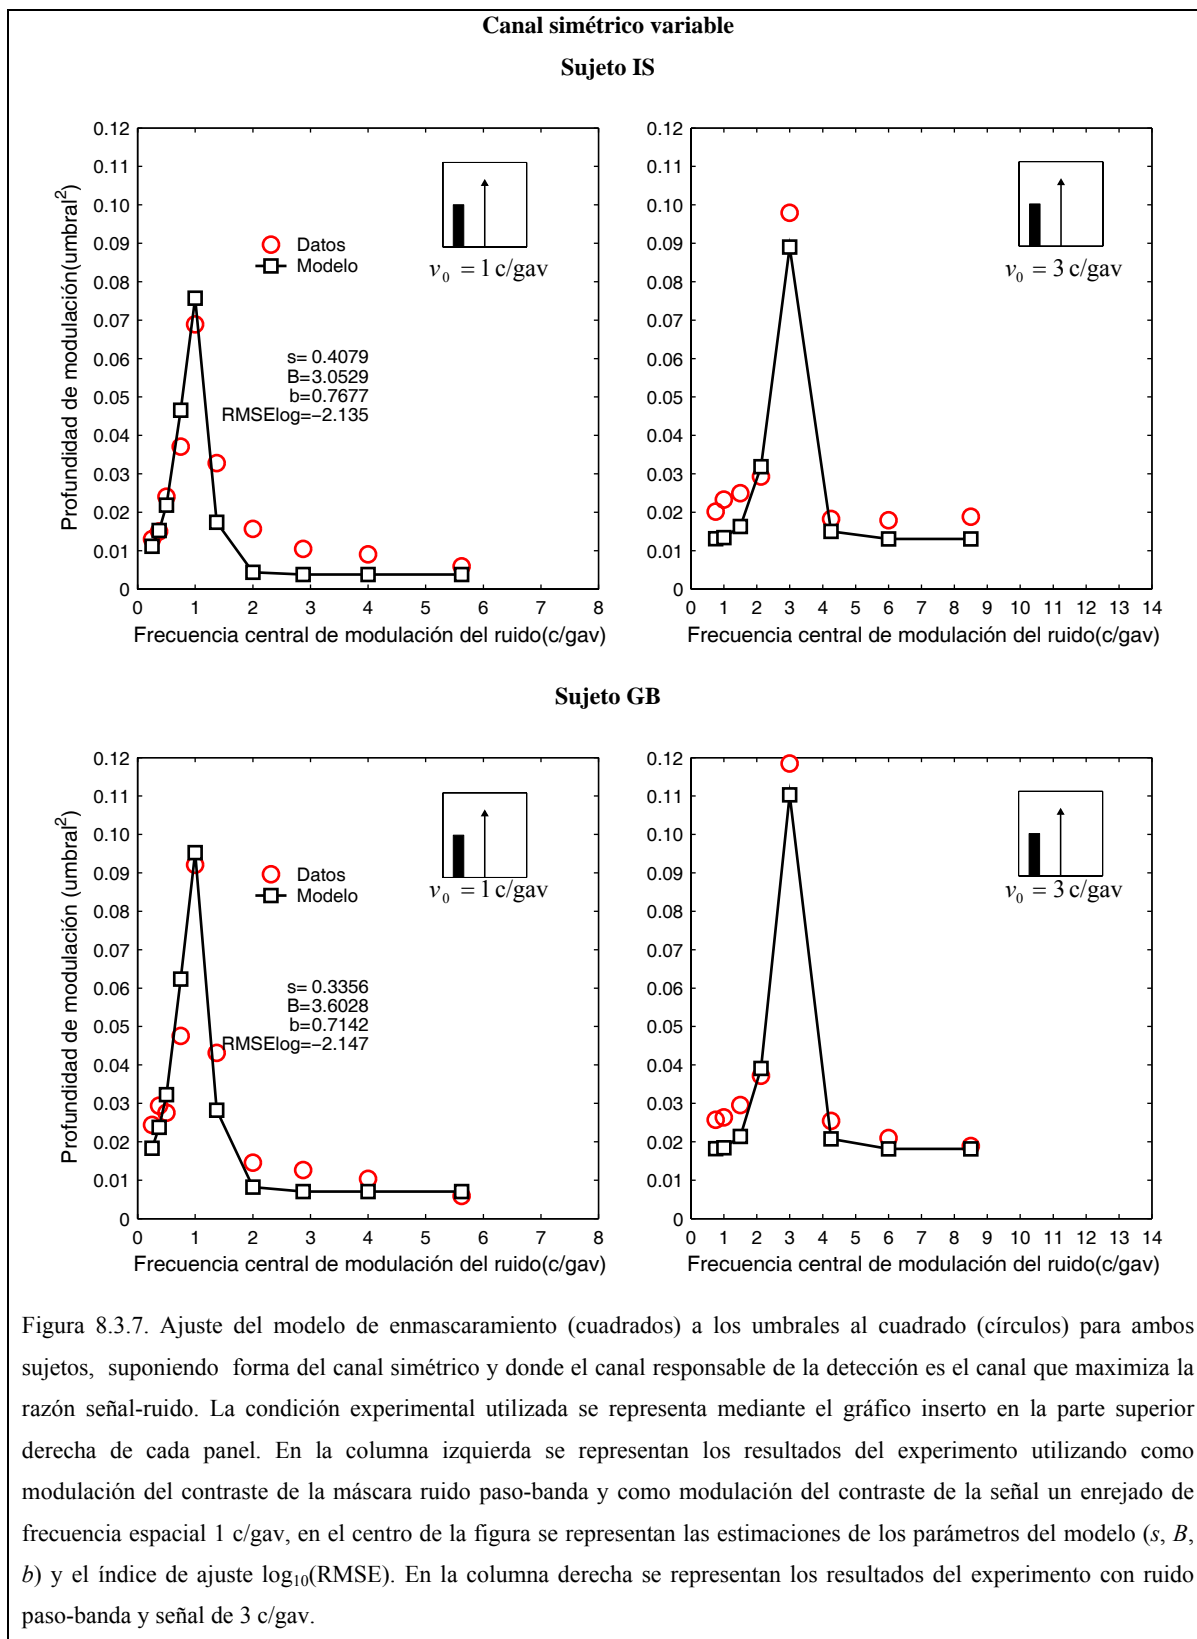 Canal simétrico variable
Sujeto IS
0.12
0.11
0.10
0.09
0.08
0.07
0.06
0.05
0.04
0.03
0.02
0.01
0
Profundidad de modulación(umbral²)
Datos
Modelo
s= 0.4079
B=3.0529
b=0.7677
RMSElog=−2.135
v₀ = 1 c/gav
0 1 2 3 4 5 6 7 8
Frecuencia central de modulación del ruido(c/gav)
0.12
0.11
0.10
0.09
0.08
0.07
0.06
0.05
0.04
0.03
0.02
0.01
0
v₀ = 3 c/gav
0 1 2 3 4 5 6 7 8 9 10 11 12 13 14
Frecuencia central de modulación del ruido(c/gav)
Sujeto GB
0.12
0.11
0.10
0.09
0.08
0.07
0.06
0.05
0.04
0.03
0.02
0.01
0
Profundidad de modulación (umbral²)
Datos
Modelo
s= 0.3356
B=3.6028
b=0.7142
RMSElog=−2.147
v₀ = 1 c/gav
0 1 2 3 4 5 6 7 8
Frecuencia central de modulación del ruido(c/gav)
0.12
0.11
0.10
0.09
0.08
0.07
0.06
0.05
0.04
0.03
0.02
0.01
0
v₀ = 3 c/gav
0 1 2 3 4 5 6 7 8 9 10 11 12 13 14
Frecuencia central de modulación del ruido(c/gav)
Figura 8.3.7. Ajuste del modelo de enmascaramiento (cuadrados) a los umbrales al cuadrado (círculos) para ambos
sujetos, suponiendo forma del canal simétrico y donde el canal responsable de la detección es el canal que maximiza la
razón señal-ruido. La condición experimental utilizada se representa mediante el gráfico inserto en la parte superior
derecha de cada panel. En la columna izquierda se representan los resultados del experimento utilizando como
modulación del contraste de la máscara ruido paso-banda y como modulación del contraste de la señal un enrejado de
frecuencia espacial 1 c/gav, en el centro de la figura se representan las estimaciones de los parámetros del modelo (s, B,
b) y el índice de ajuste log₁₀(RMSE). En la columna derecha se representan los resultados del experimento con ruido
paso-banda y señal de 3 c/gav.